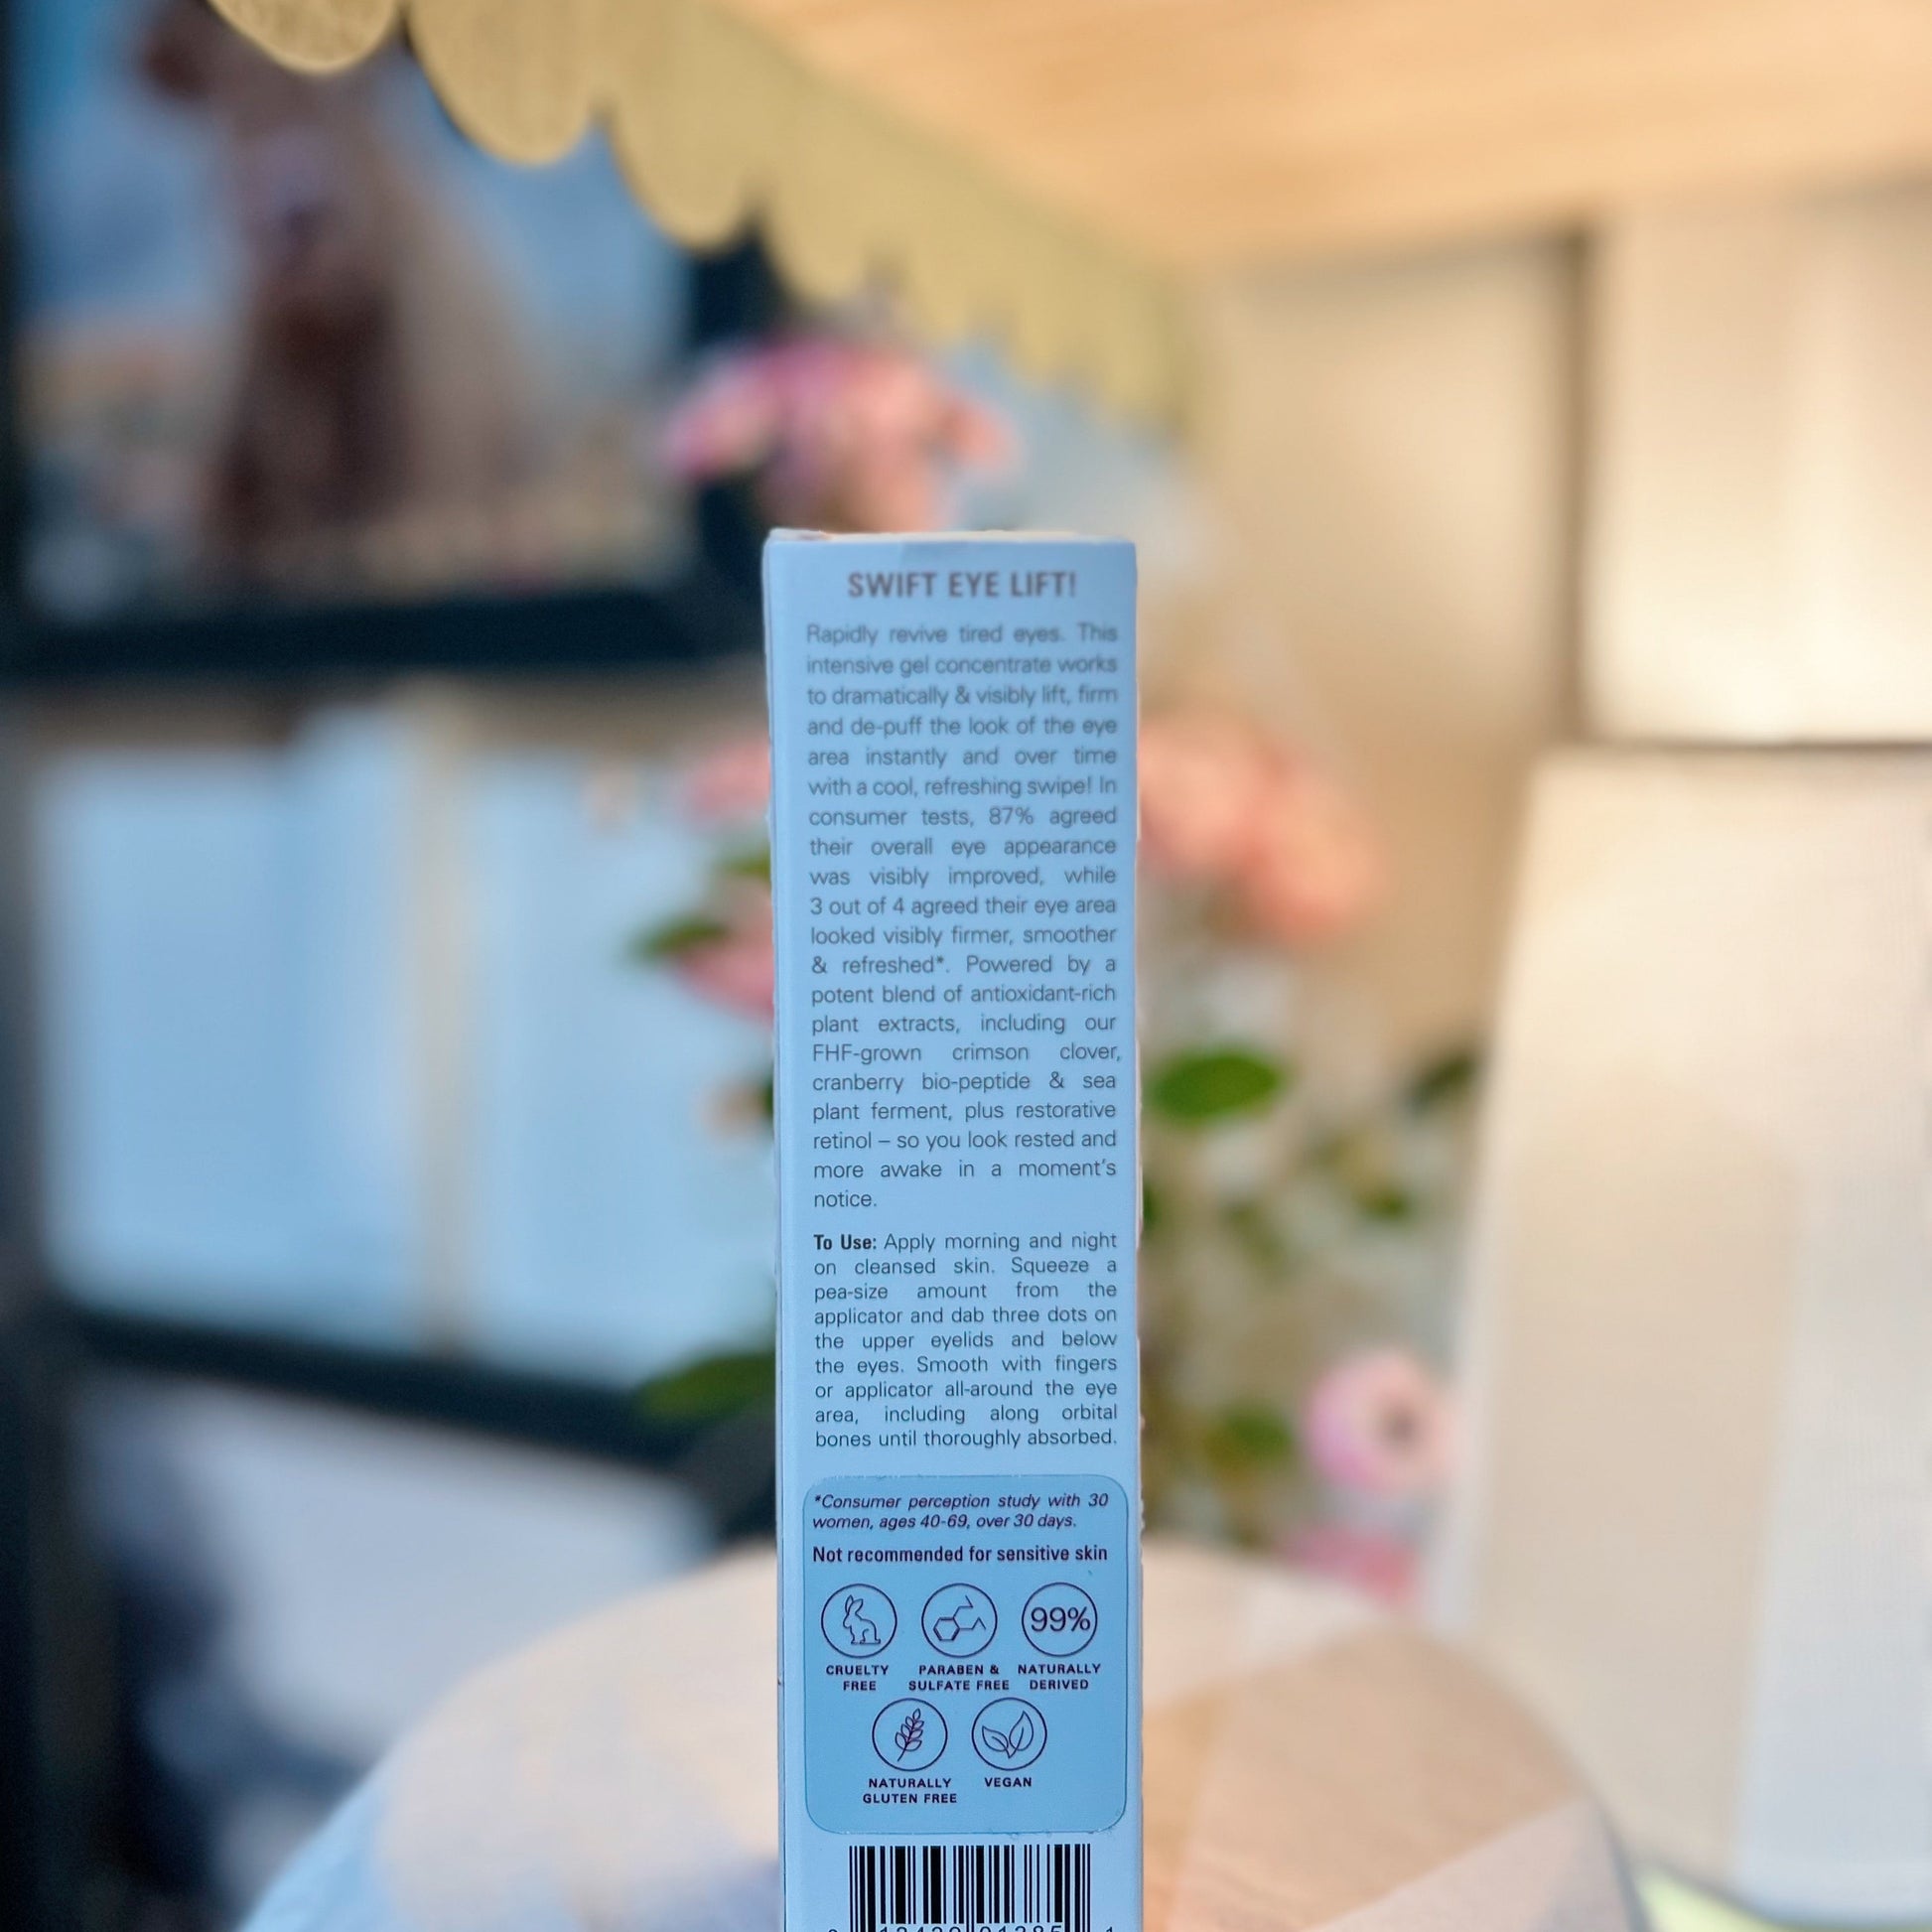 SWIFT EYE LIFT!
Rapidly revive tired eyes. This
intensive gel concentrate works
to dramatically & visibly lift, firm
and de-puff the look of the eye
area instantly and over time
with a cool, refreshing swipe! In
consumer tests, 87% agreed
their overall eye appearance
was visibly improved, while
3 out of 4 agreed their eye area
looked visibly firmer, smoother
& refreshed*. Powered by a
potent blend of antioxidant-rich
plant extracts, including our
FHF-grown crimson clover,
cranberry bio-peptide & sea
plant ferment, plus restorative
retinol – so you look rested and
more awake in a moment's
notice.
To Use: Apply morning and night
on cleansed skin. Squeeze a
pea-size amount from the
applicator and dab three dots on
the upper eyelids and below
the eyes. Smooth with fingers
or applicator all-around the eye
area, including along orbital
bones until thoroughly absorbed.
*Consumer perception study with 30
women, ages 40-69, over 30 days.
Not recommended for sensitive skin
99%
CRUELTY FREE
PARABEN & SULFATE FREE
NATURALLY DERIVED
NATURALLY GLUTEN FREE
VEGAN